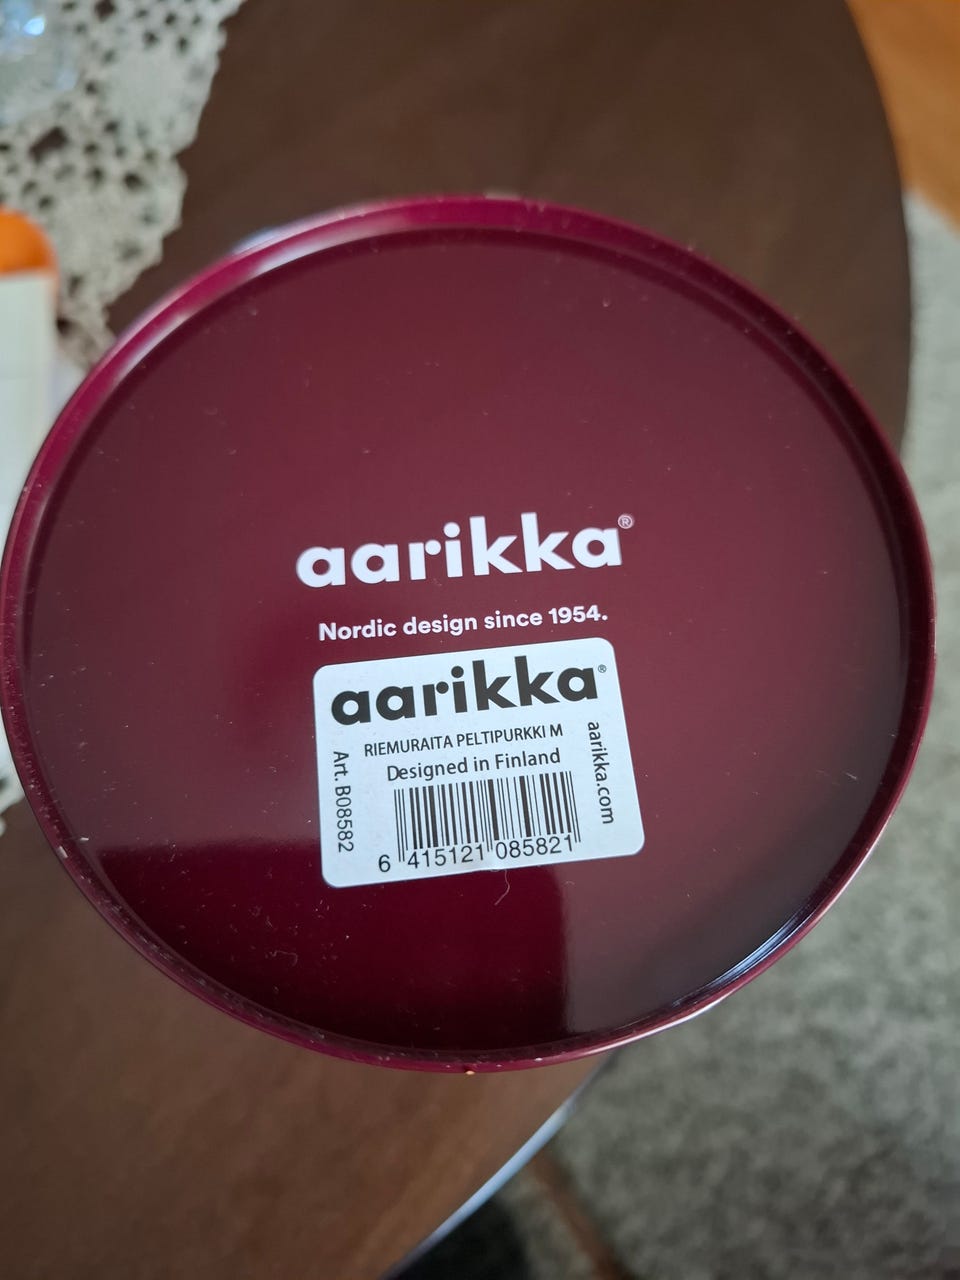 aarikka®
Nordic design since 1954.
aarikka®
RIEMURAITA PELTIPURKKI M
Designed in Finland
Art. B08582
aarikka.com
6 415121 085821